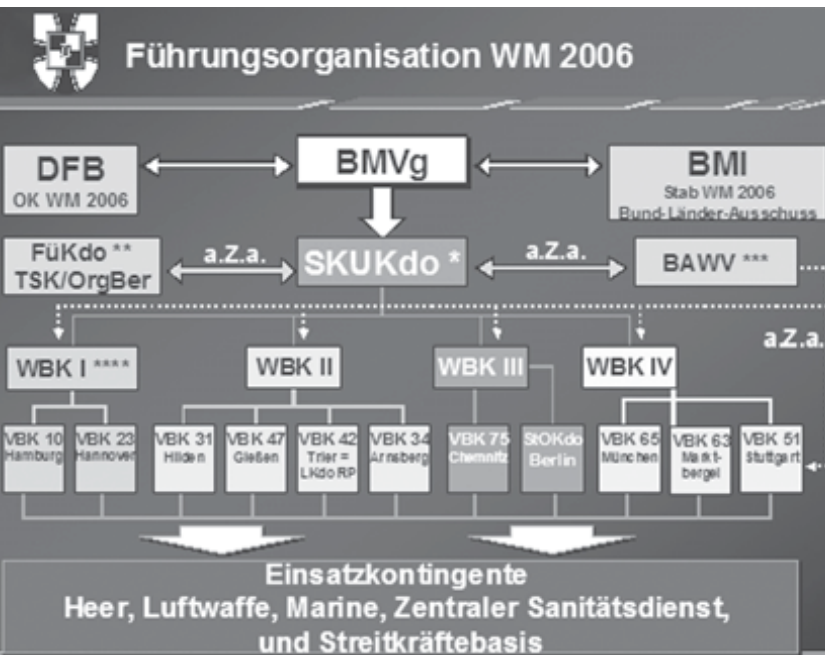 Führungsorganisation WM 2006
DFB
OK WM 2006
BMVg
BMI
Stab WM 2006
Bund-Länder-Ausschuss
FüKdo **
TSK/OrgBer
a.Z.a.
SKUKdo *
a.Z.a.
BAWV ***
a.Z.a.
WBK I ****
WBK II
WBK III
WBK IV
VBK 10
Hamburg
VBK 23
Hannover
VBK 31
Hilden
VBK 47
Gießen
VBK 42
Trier =
LKdo RP
VBK 34
Arnsberg
VBK 75
Chemnitz
StOKdo
Berlin
VBK 65
München
VBK 63
Markt-
bergel
VBK 51
Stuttgart
Einsatzkontingente
Heer, Luftwaffe, Marine, Zentraler Sanitätsdienst,
und Streitkräftebasis